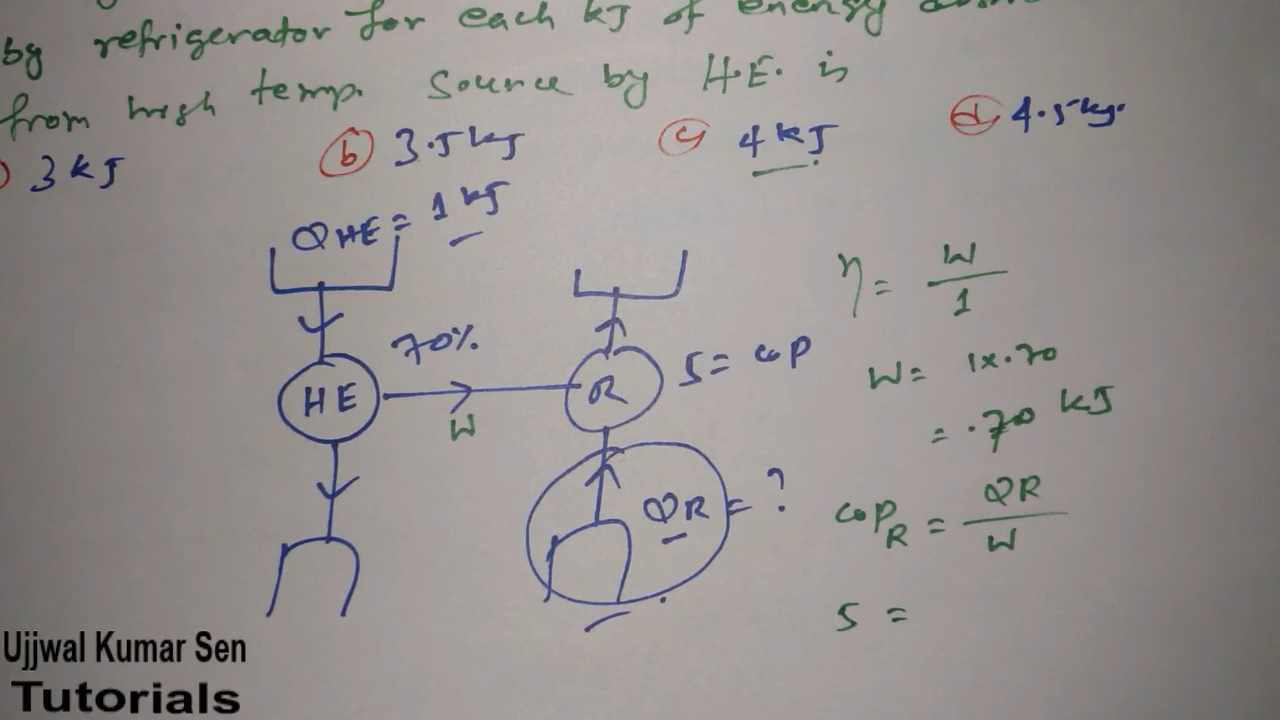 by refrigerator for each kJ of energy
from high temp. Source by H.E. is
) 3 kJ (b) 3.5 kJ (c) 4 kJ (d) 4.5 kJ.
QHE = 1 kJ
η = W/1
70%.
HE
W
R
5 = COP
W = 1x.70
= .70 kJ
QR = ?
COPR = QR/W
5 =
Ujjwal Kumar Sen
Tutorials